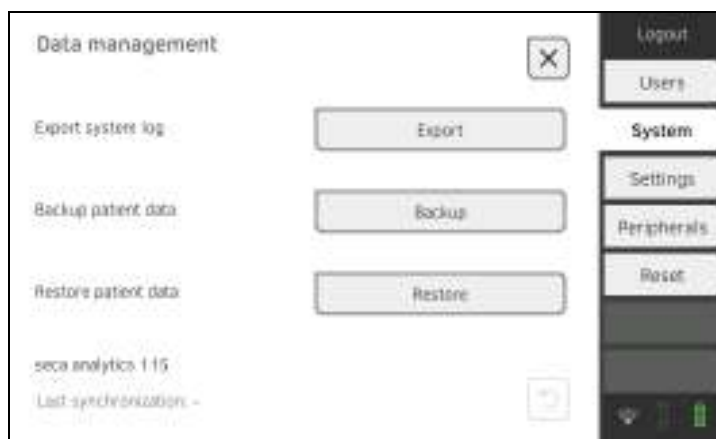 Data management
Export system log
Export
Backup patient data
Backup
Restore patient data
Restore
seca analytics 115
Last synchronization: -
Logout
Users
System
Settings
Peripherals
Reset